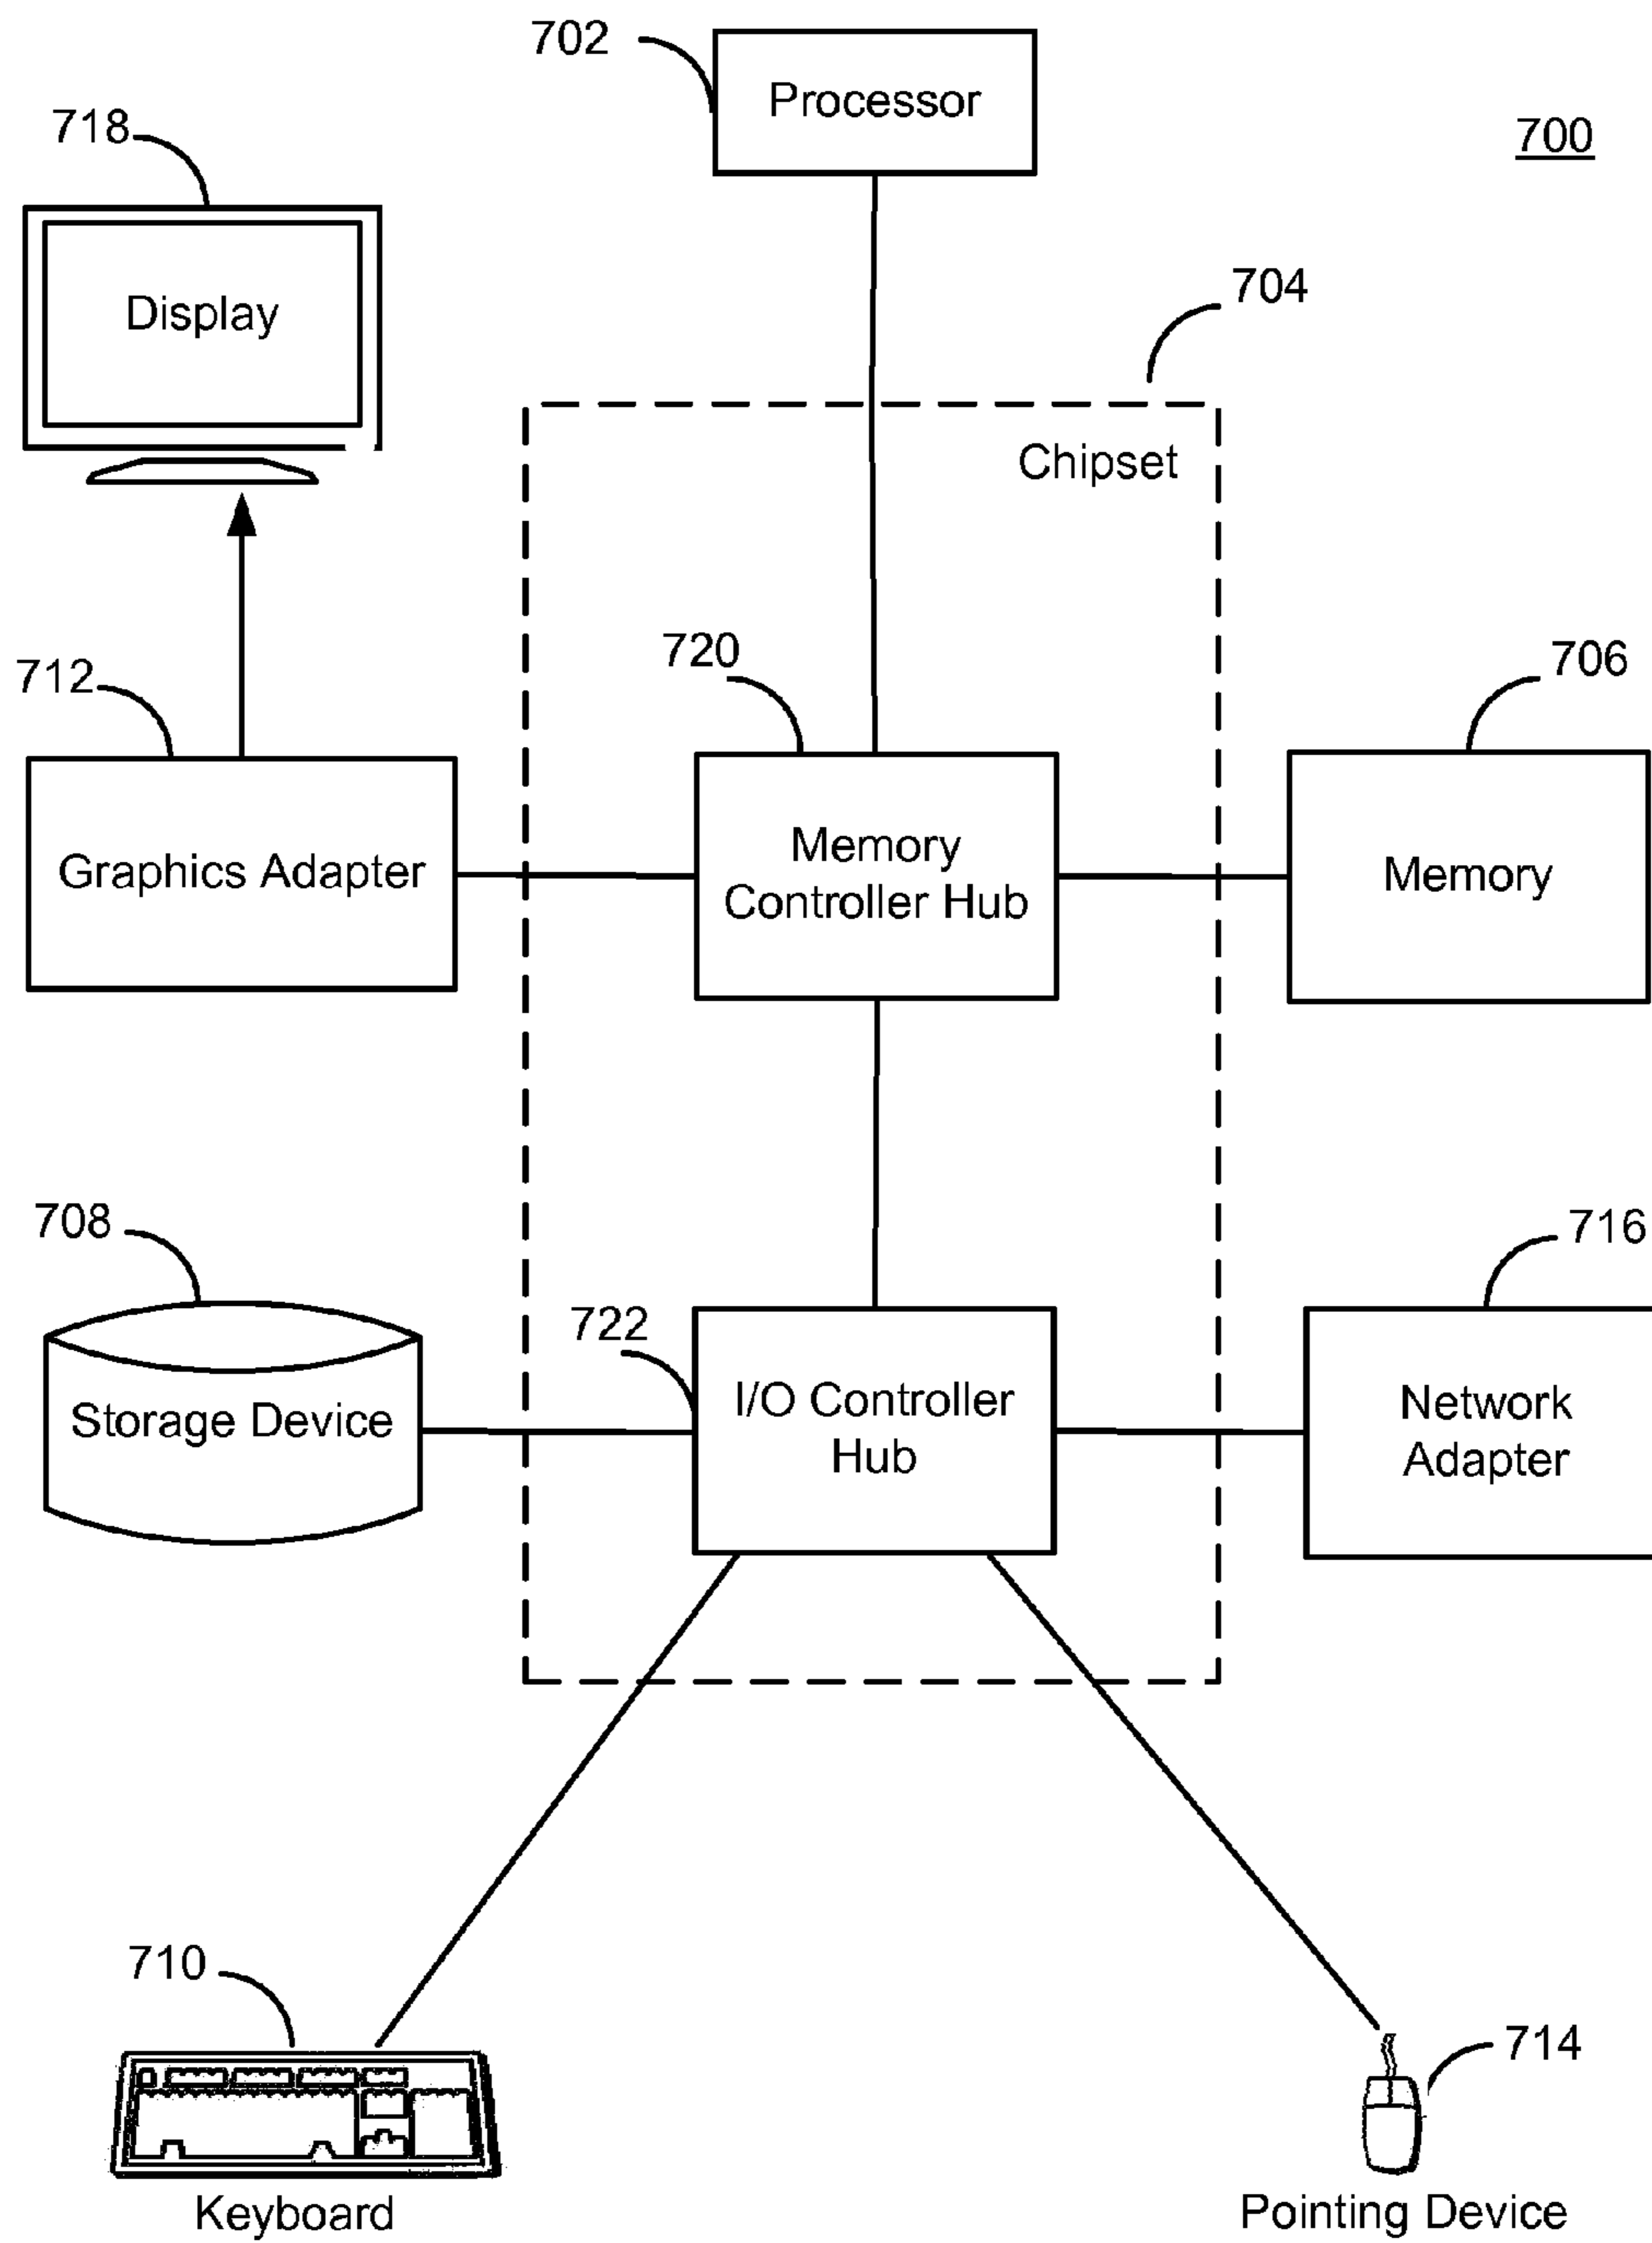 702
Processor
700
718
Display
704
Chipset
720
706
712
Graphics Adapter
Memory
Controller Hub
Memory
708
716
722
Storage Device
I/O Controller
Hub
Network
Adapter
710
714
Keyboard
Pointing Device